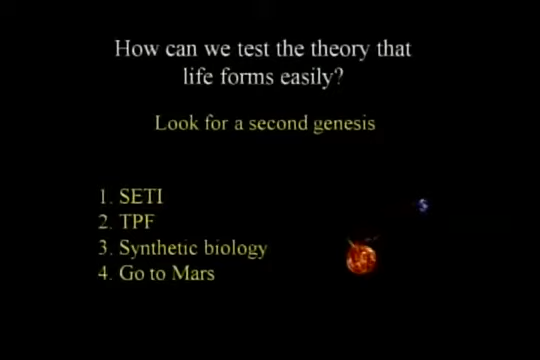 How can we test the theory that
life forms easily?
Look for a second genesis
1. SETI
2. TPF
3. Synthetic biology
4. Go to Mars